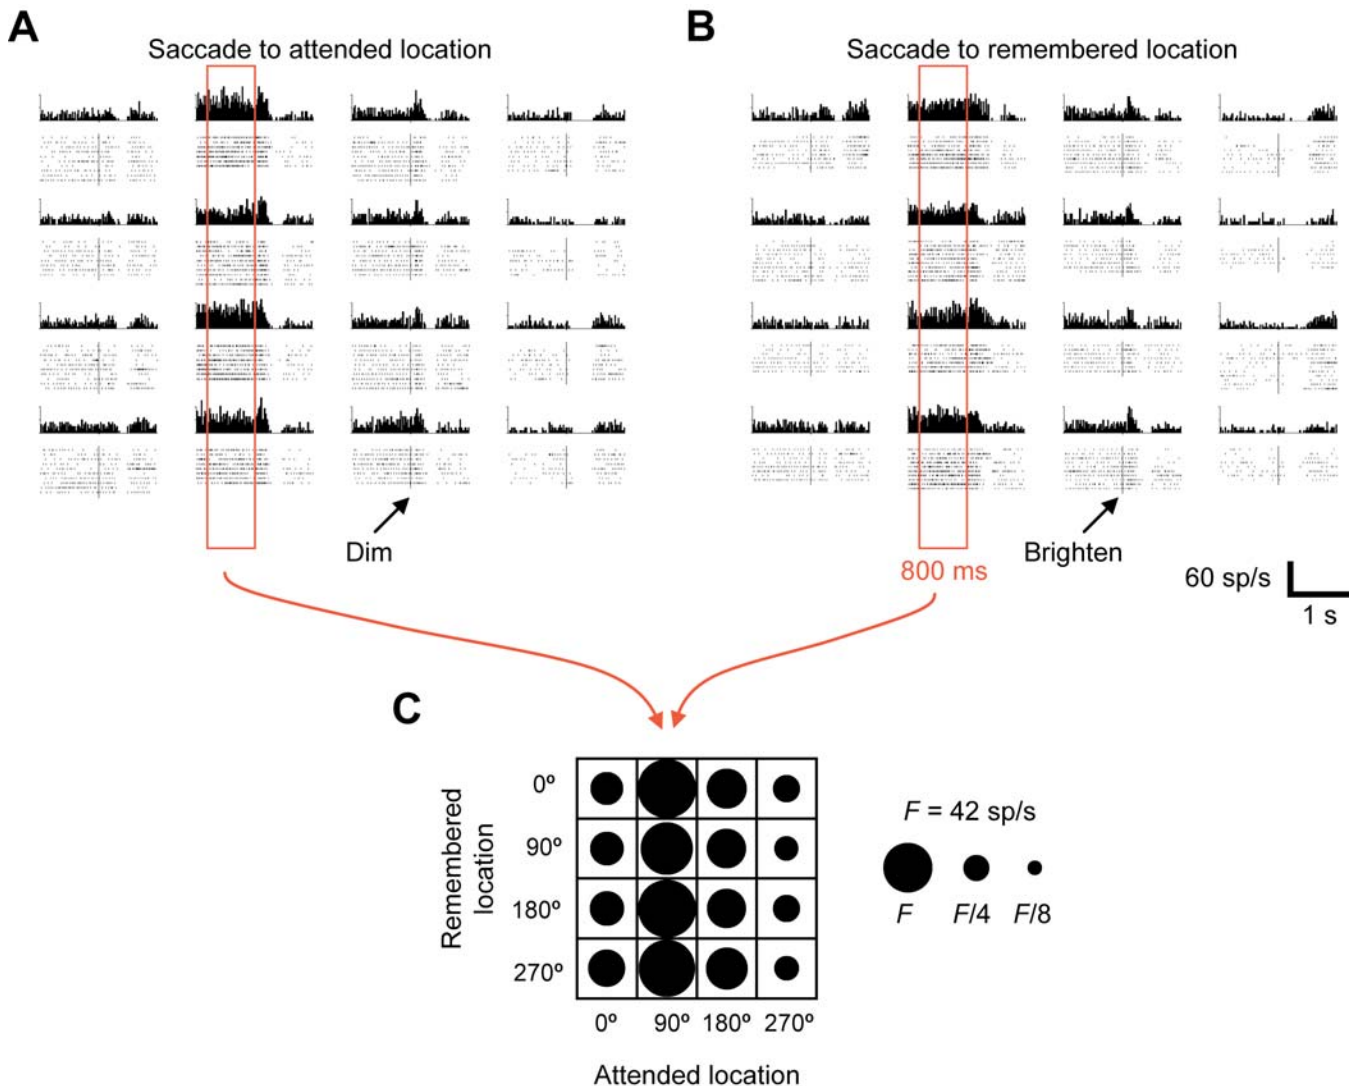 A
B
Saccade to attended location
Saccade to remembered location
Dim
Brighten
800 ms
60 sp/s
1 s
C
Remembered
location
0º
90º
180º
270º
0º 90º 180º 270º
Attended location
F = 42 sp/s
F F/4 F/8